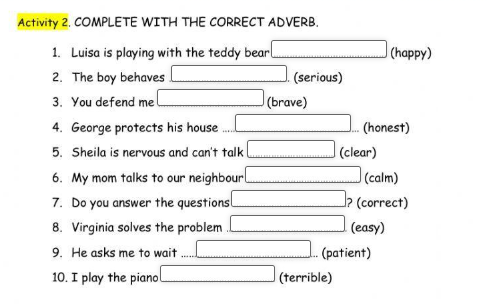 Activity 2. COMPLETE WITH THE CORRECT ADVERB.
1. Luisa is playing with the teddy bear (happy)
2. The boy behaves . (serious)
3. You defend me (brave)
4. George protects his house ..... ... (honest)
5. Sheila is nervous and can't talk (clear)
6. My mom talks to our neighbour (calm)
7. Do you answer the questions ? (correct)
8. Virginia solves the problem . . (easy)
9. He asks me to wait ..... ... (patient)
10. I play the piano (terrible)